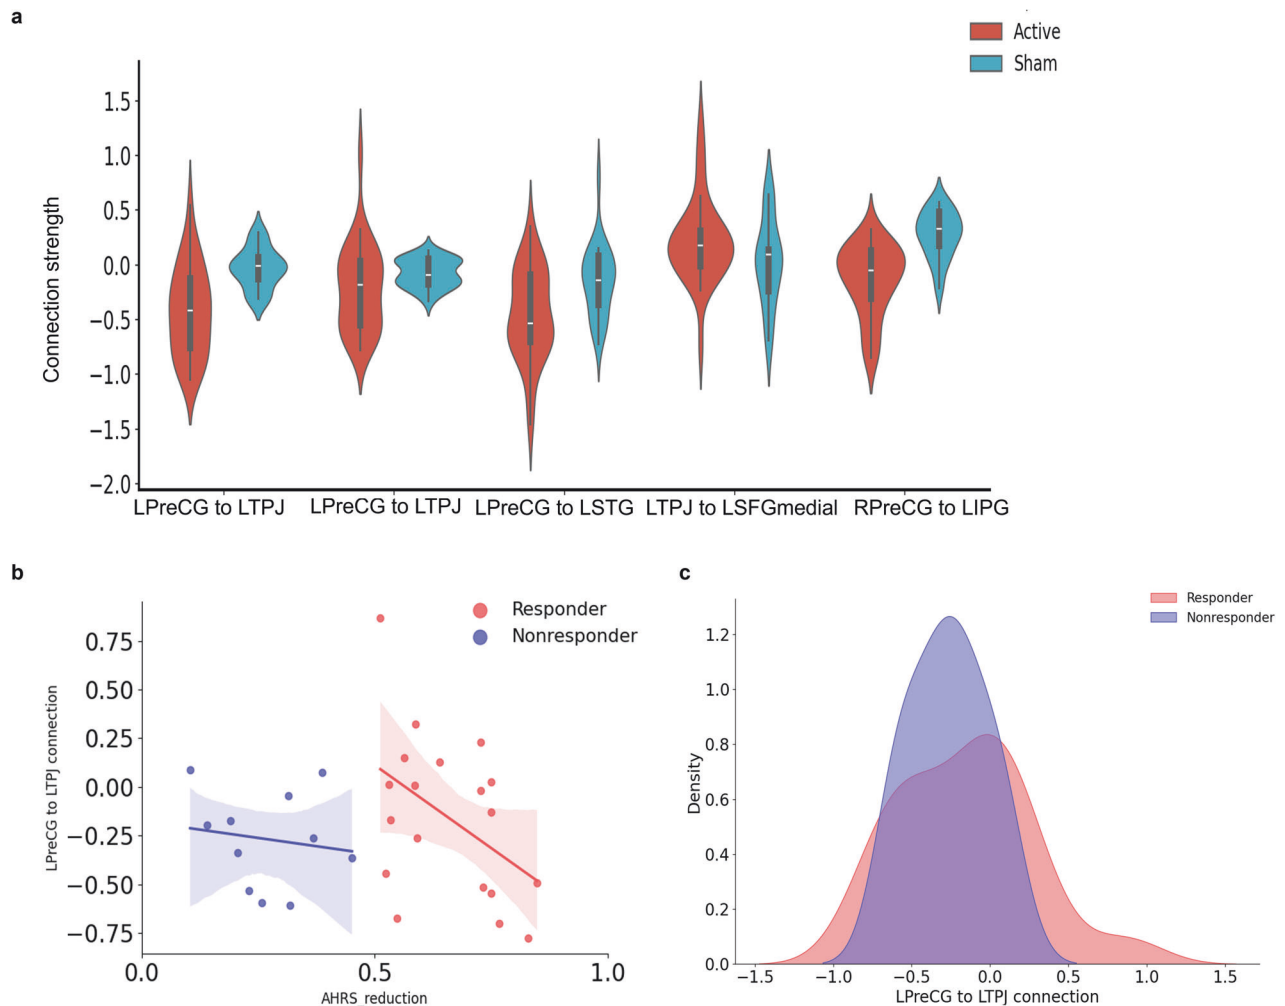 a
Active
Sham
Connection strength
1.5
1.0
0.5
0.0
−0.5
−1.0
−1.5
−2.0
LPreCG to LTPJ LPreCG to LTPJ LPreCG to LSTG LTPJ to LSFGmedial RPreCG to LIPG
b
Responder
Nonresponder
LPreCG to LTPJ connection
0.75
0.50
0.25
0.00
−0.25
−0.50
−0.75
0.0 0.5 1.0
AHRS_reduction
c
Responder
Nonresponder
Density
1.2
1.0
0.8
0.6
0.4
0.2
0.0
−1.5 −1.0 −0.5 0.0 0.5 1.0 1.5
LPreCG to LTPJ connection